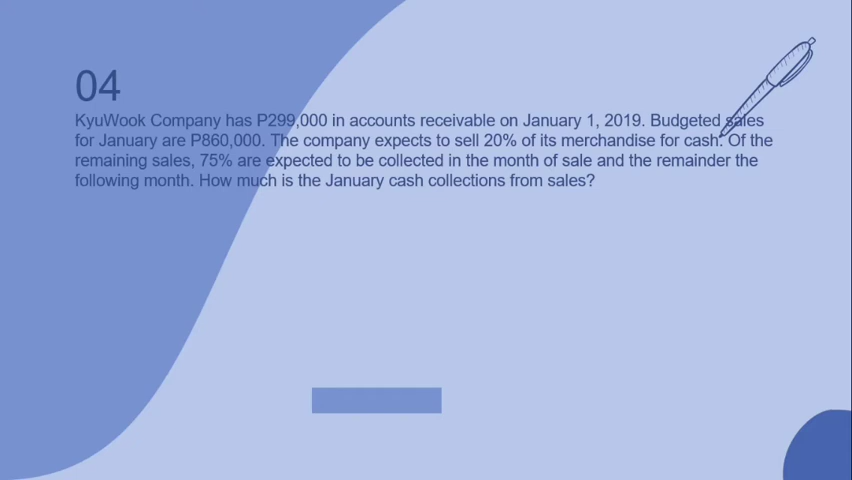 04
KyuWook Company has P299,000 in accounts receivable on January 1, 2019. Budgeted sales
for January are P860,000. The company expects to sell 20% of its merchandise for cash. Of the
remaining sales, 75% are expected to be collected in the month of sale and the remainder the
following month. How much is the January cash collections from sales?